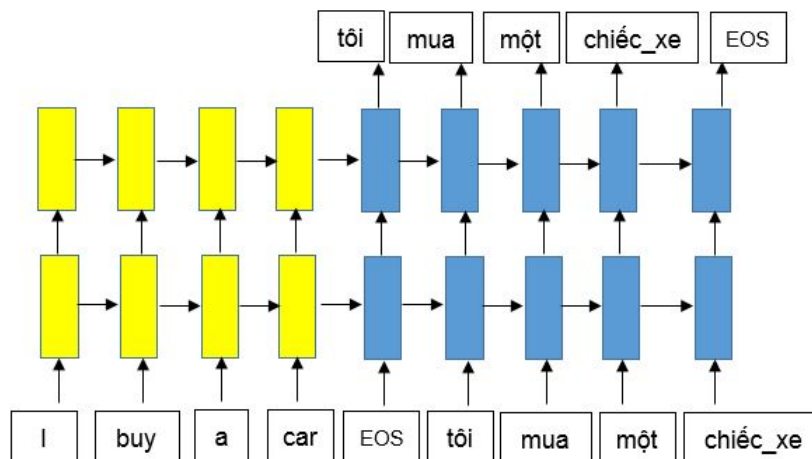 tôi mua một chiếc_xe EOS
I buy a car EOS tôi mua một chiếc_xe